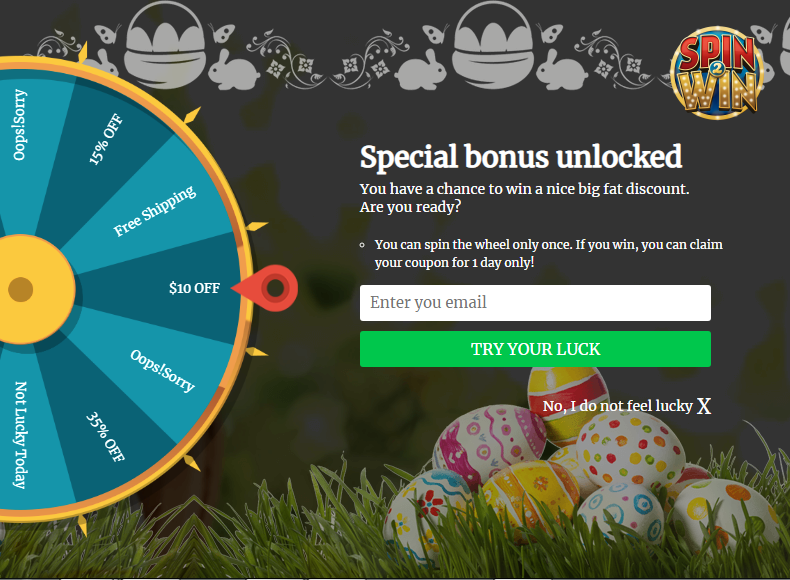 SPIN
2
WIN
Oops!Sorry
15% OFF
Free Shipping
$10 OFF
Oops!Sorry
35% OFF
Not Lucky Today
Special bonus unlocked
You have a chance to win a nice big fat discount.
Are you ready?
You can spin the wheel only once. If you win, you can claim
your coupon for 1 day only!
Enter you email
TRY YOUR LUCK
No, I do not feel lucky X